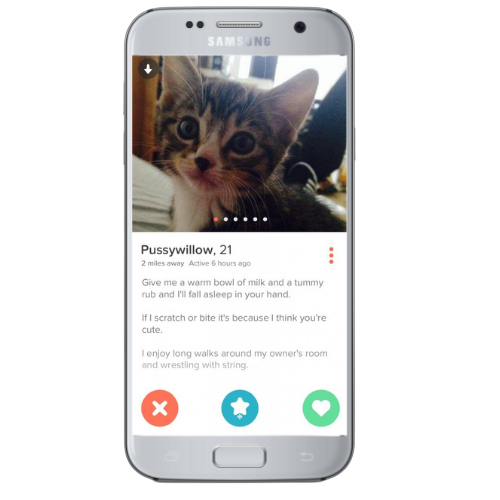 SAMSUNG
Pussywillow, 21
2 miles away Active 6 hours ago
Give me a warm bowl of milk and a tummy
rub and I'll fall asleep in your hand.
If I scratch or bite it's because I think you're
cute.
I enjoy long walks around my owner's room
and wrestling with string.